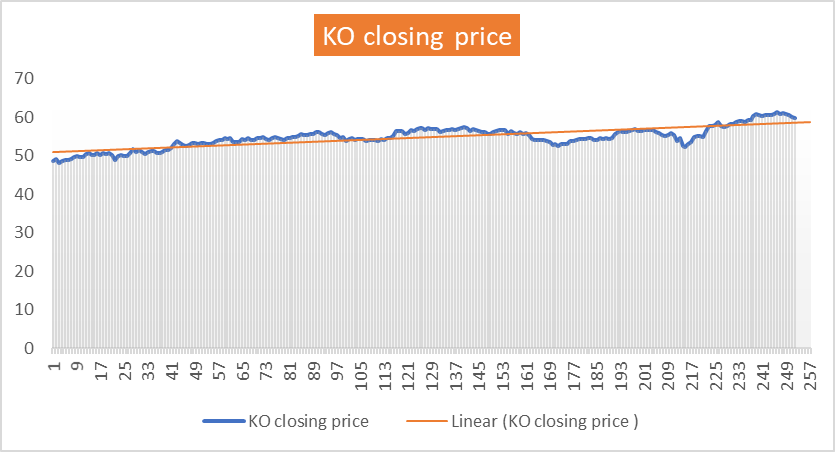 KO closing price
70
60
50
40
30
20
10
0
1 9 17 25 33 41 49 57 65 73 81 89 97 105 113 121 129 137 145 153 161 169 177 185 193 201 209 217 225 233 241 249 257
KO closing price Linear (KO closing price )